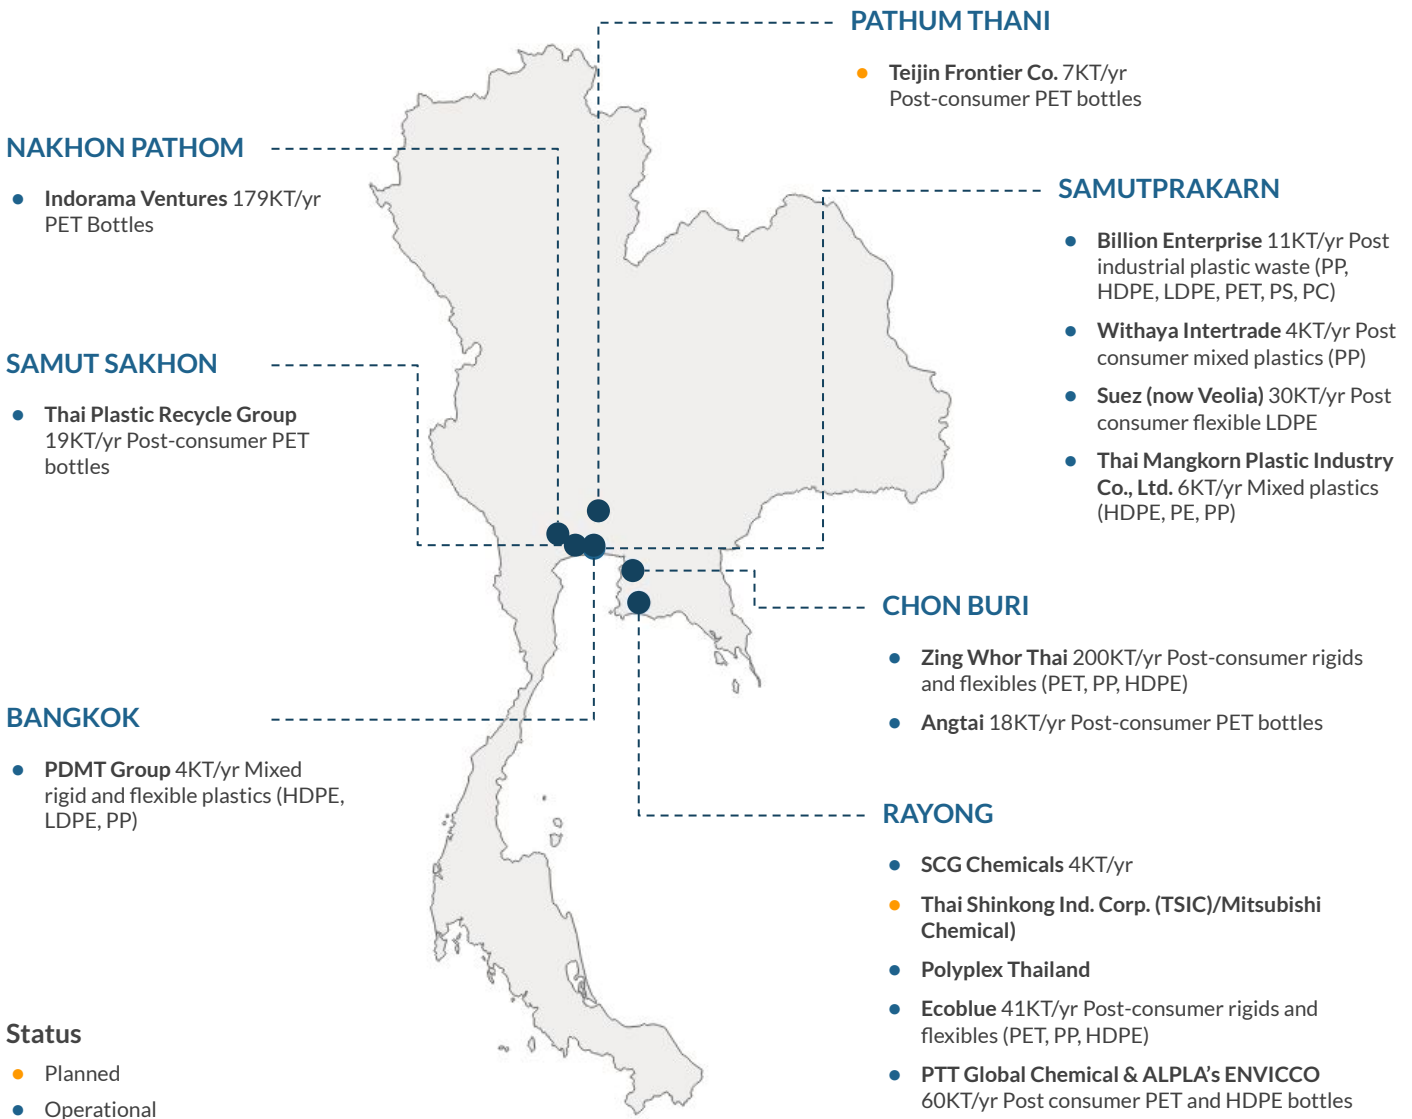 PATHUM THANI
Teijin Frontier Co. 7KT/yr
Post-consumer PET bottles
NAKHON PATHOM
Indorama Ventures 179KT/yr
PET Bottles
SAMUTPRAKARN
Billion Enterprise 11KT/yr Post
industrial plastic waste (PP,
HDPE, LDPE, PET, PS, PC)
Withaya Intertrade 4KT/yr Post
consumer mixed plastics (PP)
Suez (now Veolia) 30KT/yr Post
consumer flexible LDPE
Thai Mangkorn Plastic Industry
Co., Ltd. 6KT/yr Mixed plastics
(HDPE, PE, PP)
SAMUT SAKHON
Thai Plastic Recycle Group
19KT/yr Post-consumer PET
bottles
CHON BURI
Zing Whor Thai 200KT/yr Post-consumer rigids
and flexibles (PET, PP, HDPE)
Angtai 18KT/yr Post-consumer PET bottles
BANGKOK
PDMT Group 4KT/yr Mixed
rigid and flexible plastics (HDPE,
LDPE, PP)
RAYONG
SCG Chemicals 4KT/yr
Thai Shinkong Ind. Corp. (TSIC)/Mitsubishi
Chemical)
Polyplex Thailand
Ecoblue 41KT/yr Post-consumer rigids and
flexibles (PET, PP, HDPE)
PTT Global Chemical & ALPLA's ENVICCO
60KT/yr Post consumer PET and HDPE bottles
Status
Planned
Operational